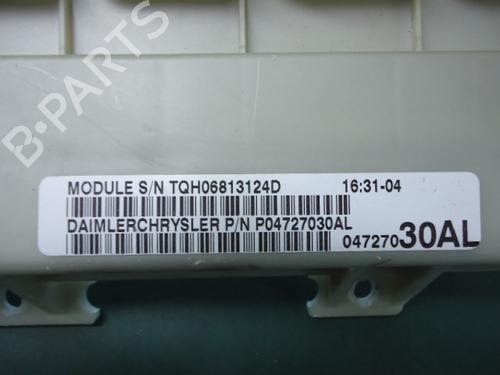 B-PARTS
MODULE S/N TQH06813124D 16:31-04
DAIMLERCHRYSLER P/N P04727030AL
04727030AL